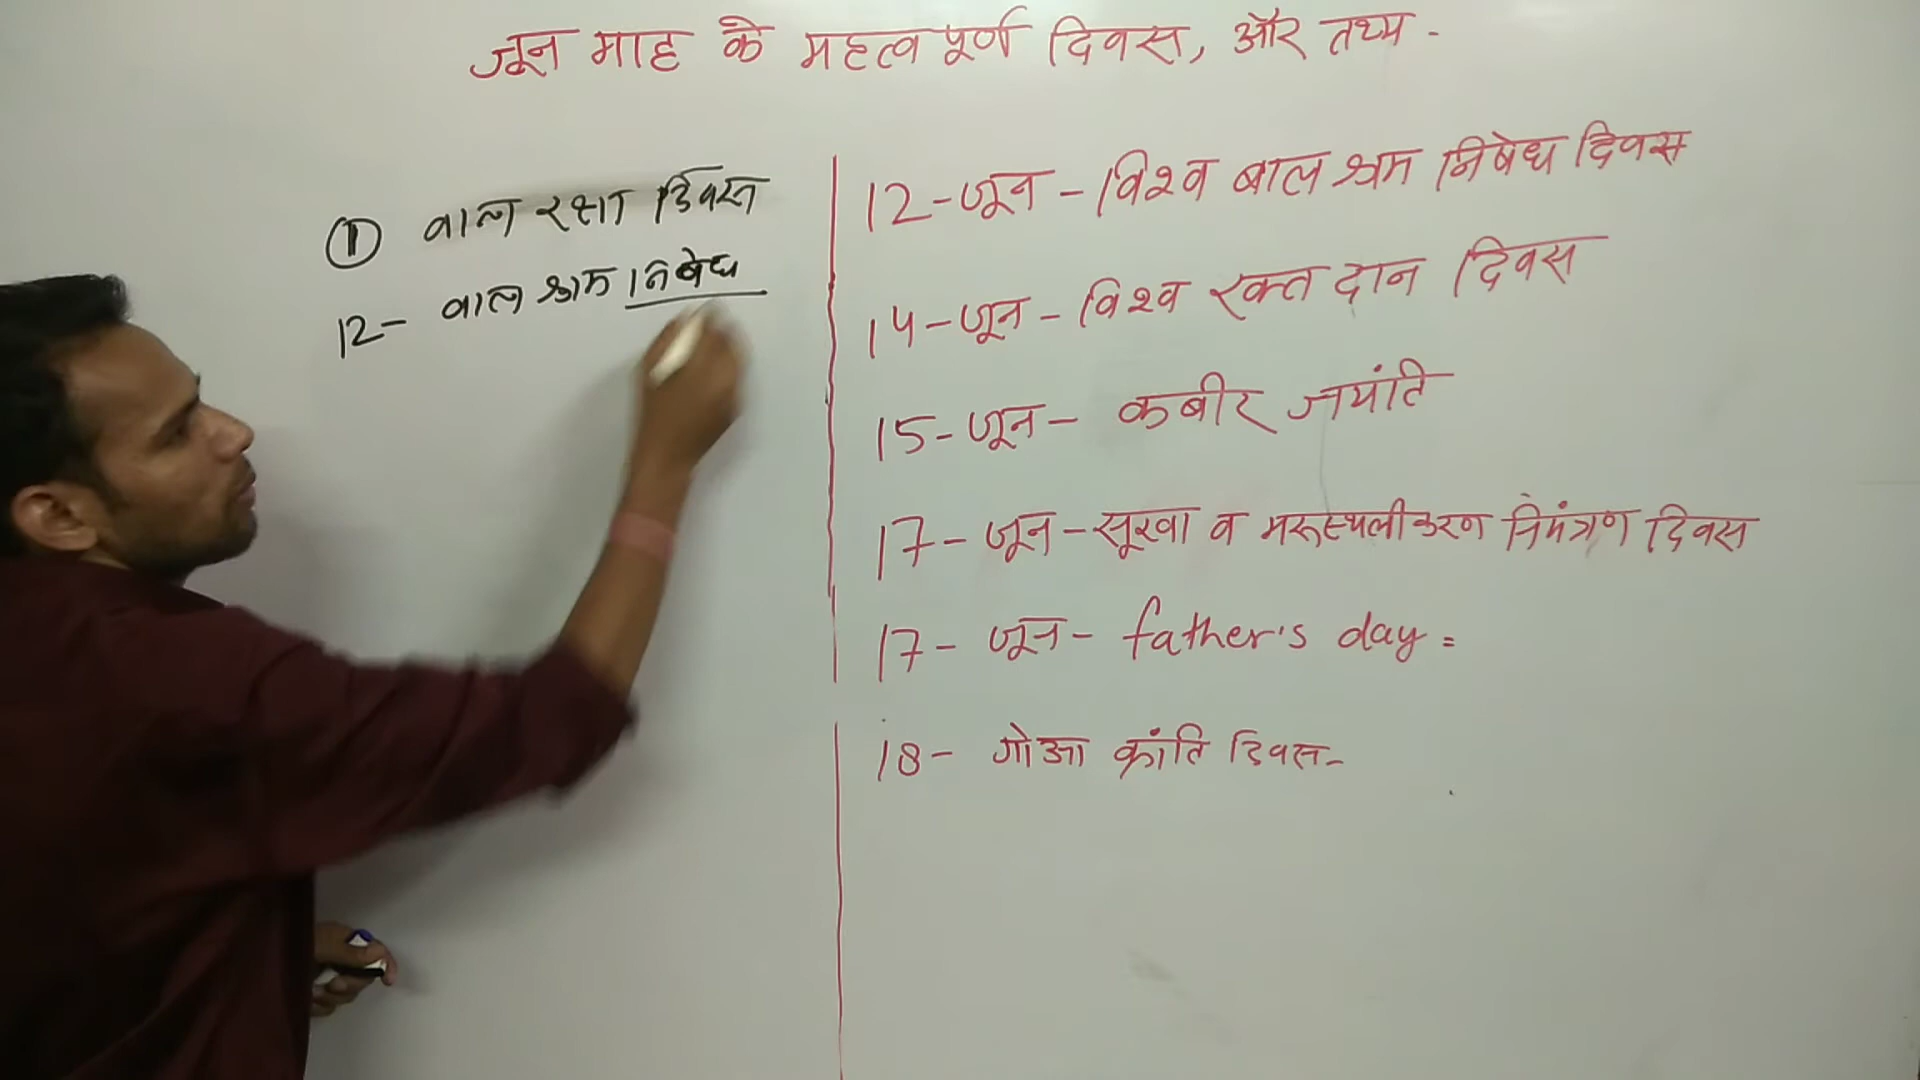 जून माह के महत्वपूर्ण दिवस, और तथ्य -
① बाल रक्षा दिवस
12- बाल श्रम निषेध
12-जून - विश्व बाल श्रम निषेध दिवस
14-जून - विश्व रक्त दान दिवस
15-जून - कबीर जयंति
17-जून - सूखा व मरूस्थलीकरण नियंत्रण दिवस
17- जून - father's day =
18- गोआ क्रांति दिवस-